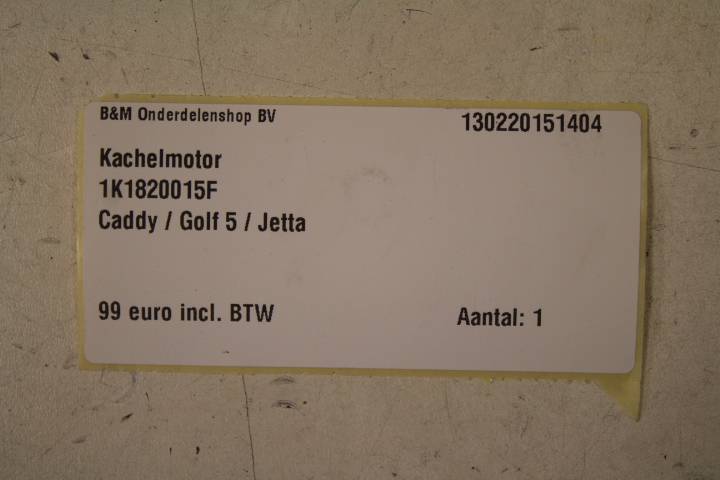 B&M Onderdelenshop BV 130220151404
Kachelmotor
1K1820015F
Caddy / Golf 5 / Jetta
99 euro incl. BTW Aantal: 1